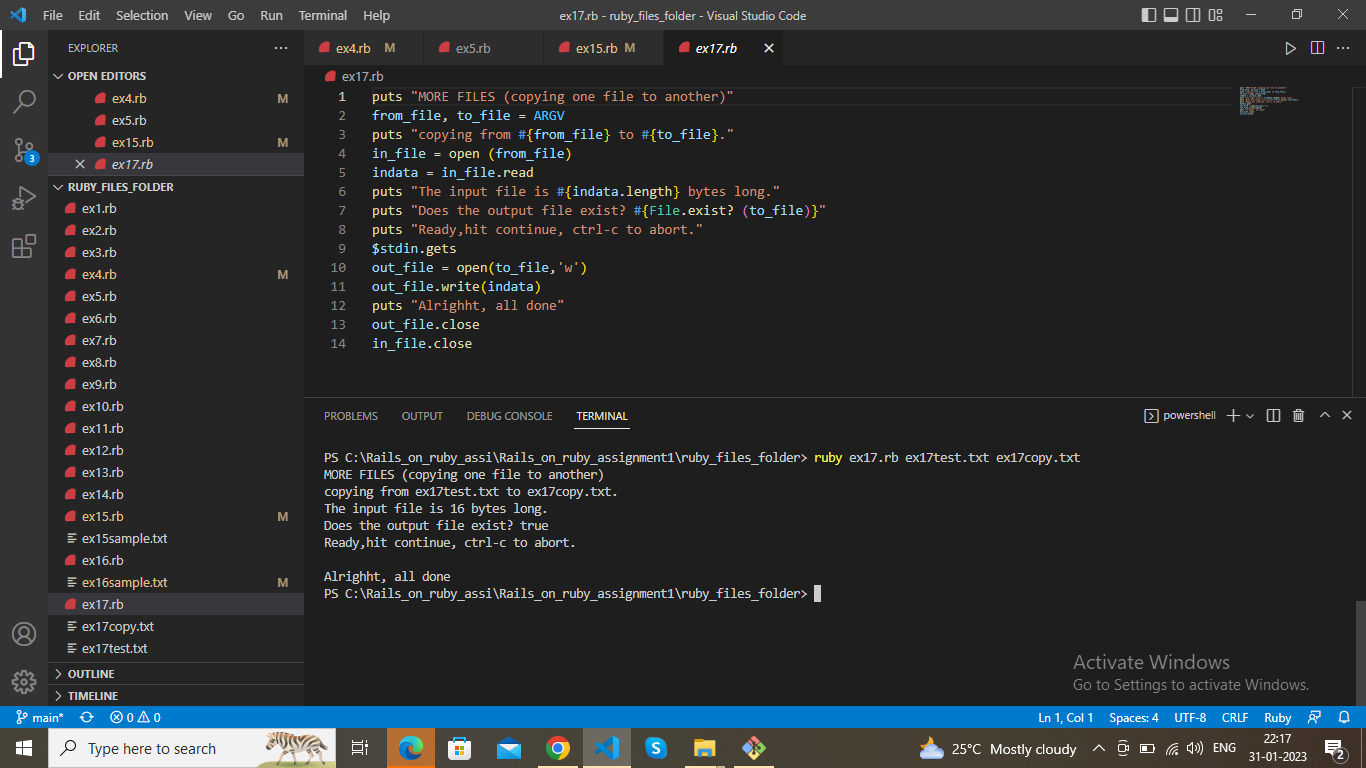 File Edit Selection View Go Run Terminal Help
ex17.rb - ruby_files_folder - Visual Studio Code
EXPLORER
OPEN EDITORS
ex4.rb M
ex5.rb
ex15.rb M
ex17.rb
RUBY_FILES_FOLDER
ex1.rb
ex2.rb
ex3.rb
ex4.rb M
ex5.rb
ex6.rb
ex7.rb
ex8.rb
ex9.rb
ex10.rb
ex11.rb
ex12.rb
ex13.rb
ex14.rb
ex15.rb M
ex15sample.txt
ex16.rb
ex16sample.txt M
ex17.rb
ex17copy.txt
ex17test.txt
OUTLINE
TIMELINE
3
ex4.rb M ex5.rb ex15.rb M ex17.rb
ex17.rb
1 puts "MORE FILES (copying one file to another)"
2 from_file, to_file = ARGV
3 puts "copying from #{from_file} to #{to_file}."
4 in_file = open (from_file)
5 indata = in_file.read
6 puts "The input file is #{indata.length} bytes long."
7 puts "Does the output file exist? #{File.exist? (to_file)}"
8 puts "Ready,hit continue, ctrl-c to abort."
9 $stdin.gets
10 out_file = open(to_file,'w')
11 out_file.write(indata)
12 puts "Alrighht, all done"
13 out_file.close
14 in_file.close
PROBLEMS OUTPUT DEBUG CONSOLE TERMINAL
powershell
PS C:\Rails_on_ruby_assi\Rails_on_ruby_assignment1\ruby_files_folder> ruby ex17.rb ex17test.txt ex17copy.txt
MORE FILES (copying one file to another)
copying from ex17test.txt to ex17copy.txt.
The input file is 16 bytes long.
Does the output file exist? true
Ready,hit continue, ctrl-c to abort.
Alrighht, all done
PS C:\Rails_on_ruby_assi\Rails_on_ruby_assignment1\ruby_files_folder>
Activate Windows
Go to Settings to activate Windows.
main* 0 0
Ln 1, Col 1 Spaces: 4 UTF-8 CRLF Ruby
Type here to search
25°C Mostly cloudy
ENG
22:17
31-01-2023
2